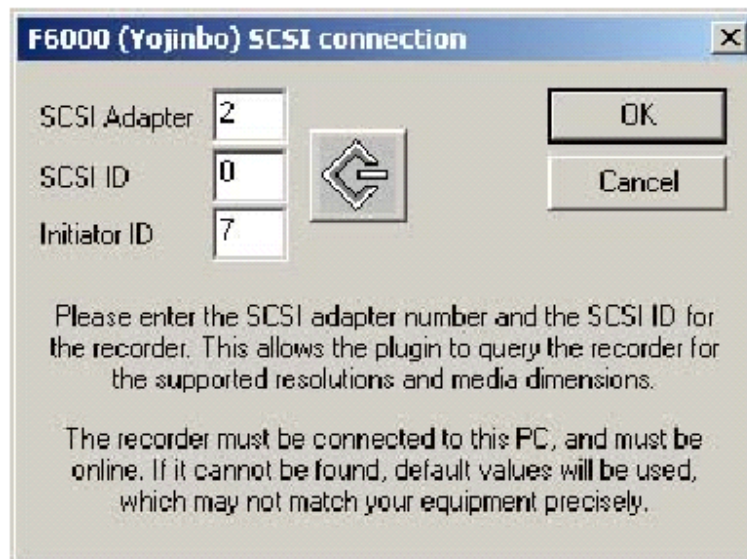 F6000 (Yojinbo) SCSI connection
SCSI Adapter 2
SCSI ID 0
Initiator ID 7
OK
Cancel
Please enter the SCSI adapter number and the SCSI ID for
the recorder. This allows the plugin to query the recorder for
the supported resolutions and media dimensions.
The recorder must be connected to this PC, and must be
online. If it cannot be found, default values will be used,
which may not match your equipment precisely.